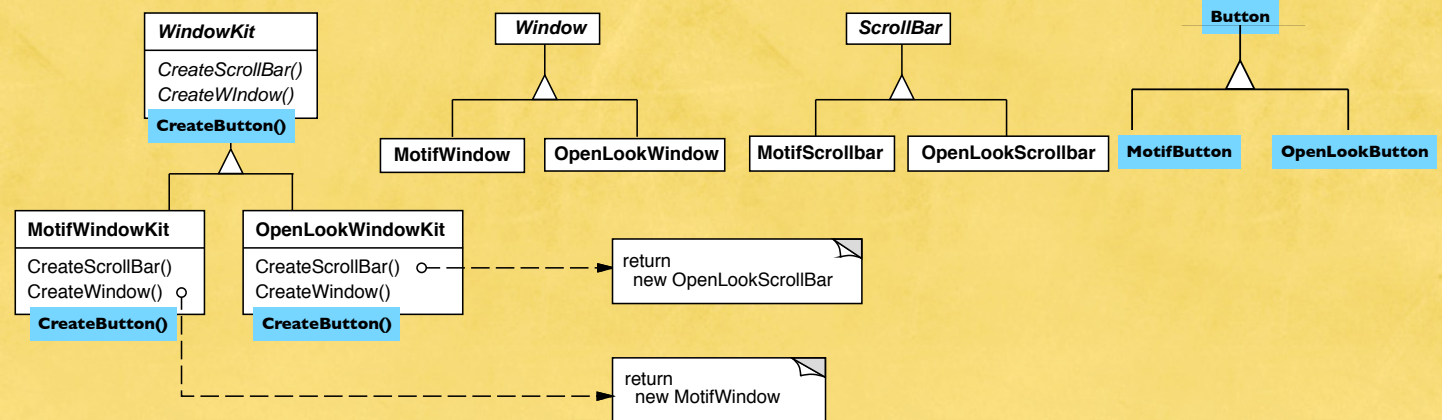 WindowKit
CreateScrollBar()
CreateWIndow()
CreateButton()
Window
MotifWindow
OpenLookWindow
ScrollBar
MotifScrollbar
OpenLookScrollbar
Button
MotifButton
OpenLookButton
MotifWindowKit
CreateScrollBar()
CreateWindow()
CreateButton()
OpenLookWindowKit
CreateScrollBar()
CreateWindow()
CreateButton()
return
new OpenLookScrollBar
return
new MotifWindow